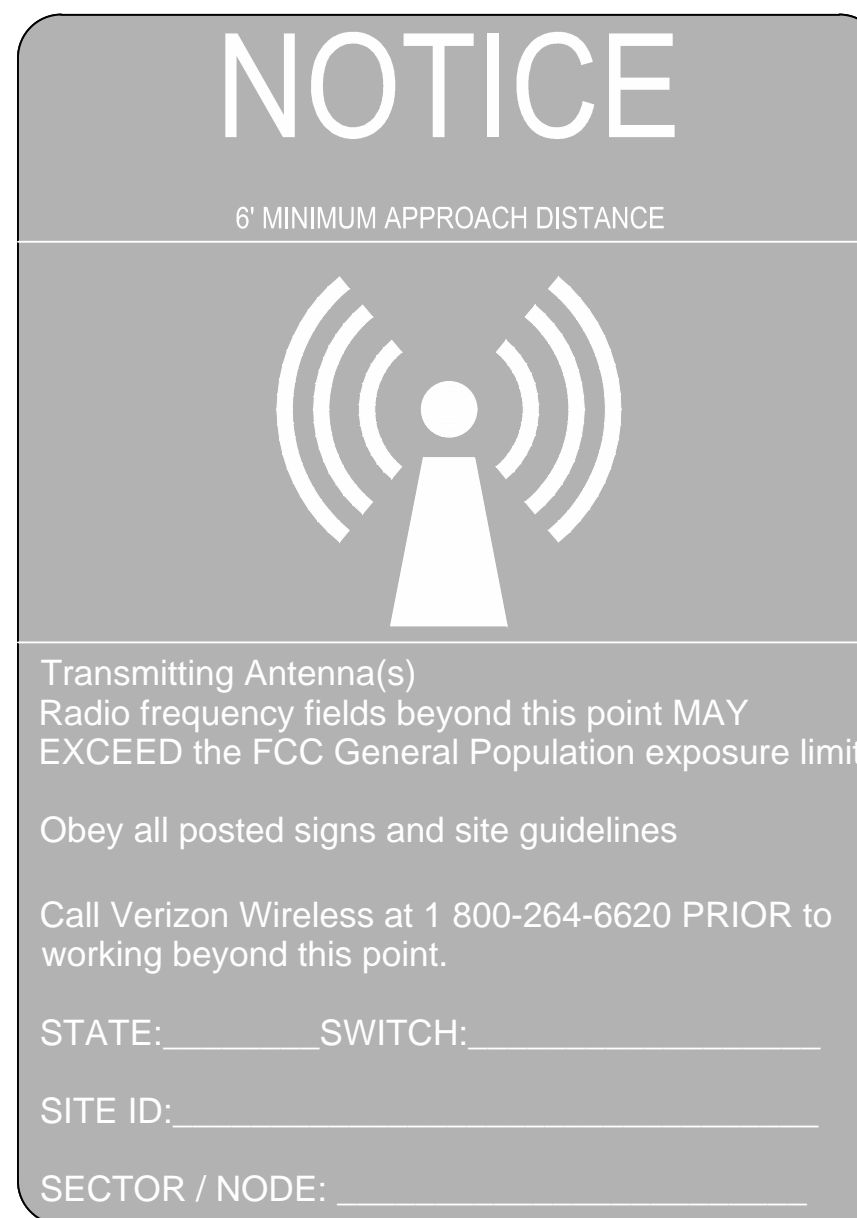 NOTICE
6' MINIMUM APPROACH DISTANCE
Transmitting Antenna(s)
Radio frequency fields beyond this point MAY
EXCEED the FCC General Population exposure limit
Obey all posted signs and site guidelines
Call Verizon Wireless at 1 800-264-6620 PRIOR to
working beyond this point.
STATE:________SWITCH:__________________
SITE ID:_________________________________
SECTOR / NODE: ________________________